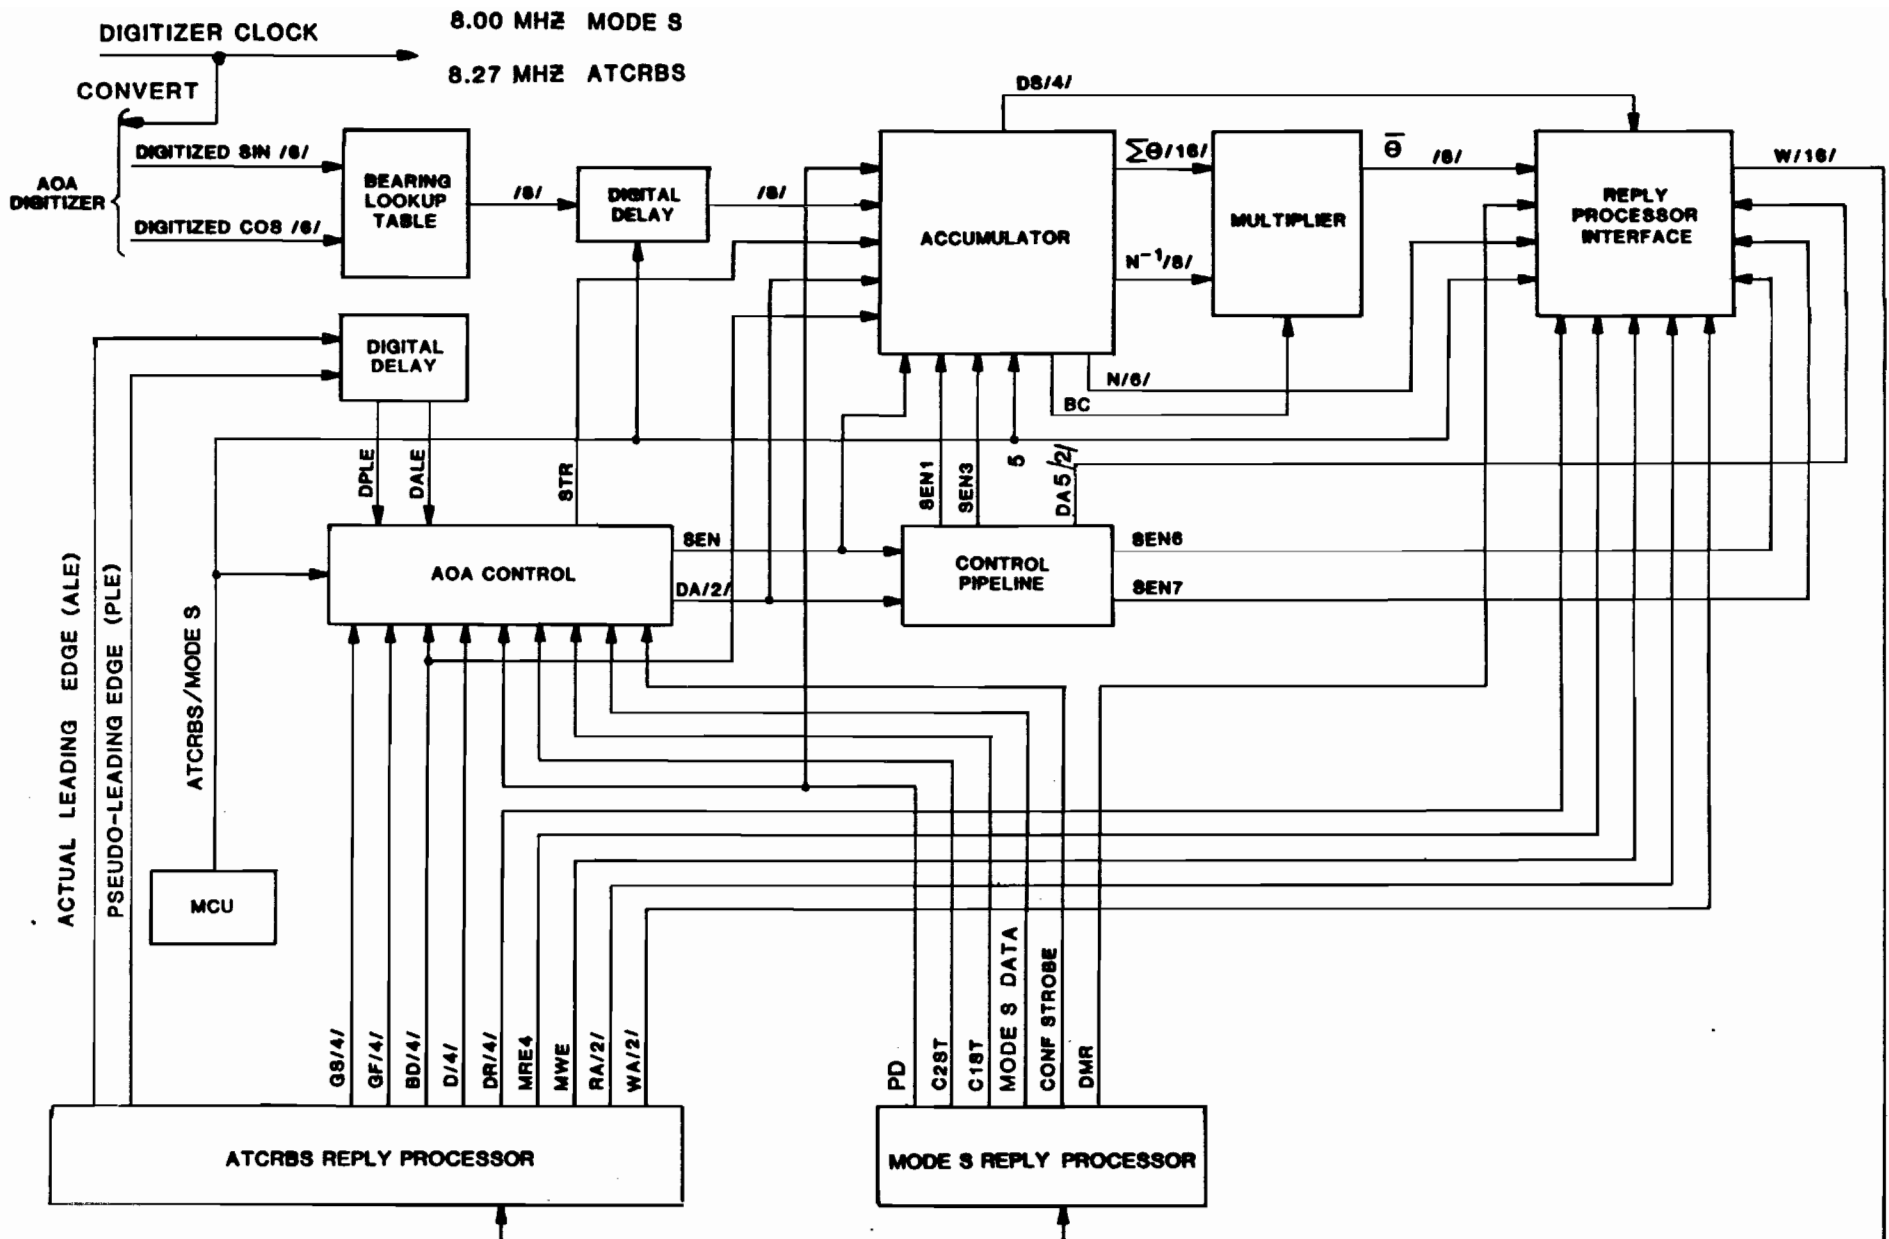 8.00 MHZ MODE S
DIGITIZER CLOCK
8.27 MHZ ATCRBS
CONVERT
DS/4/
DIGITIZED SIN /6/
AOA
DIGITIZER
DIGITIZED COS /6/
BEARING
LOOKUP
TABLE
/8/
DIGITAL
DELAY
/8/
ACCUMULATOR
Σθ/16/
N⁻¹/8/
MULTIPLIER
θ̅ /8/
REPLY
PROCESSOR
INTERFACE
W/16/
DIGITAL
DELAY
N/6/
BC
DPLE
DALE
STR
SEN1
SEN3
5
DA5/2/
AOA CONTROL
SEN
DA/2/
CONTROL
PIPELINE
SEN6
SEN7
ACTUAL LEADING EDGE (ALE)
PSEUDO-LEADING EDGE (PLE)
ATCRBS/MODE S
MCU
GS/4/
GF/4/
BD/4/
D/4/
DR/4/
MRE4
MWE
RA/2/
WA/2/
PD
C2ST
C1ST
MODE S DATA
CONF STROBE
DMR
ATCRBS REPLY PROCESSOR
MODE S REPLY PROCESSOR